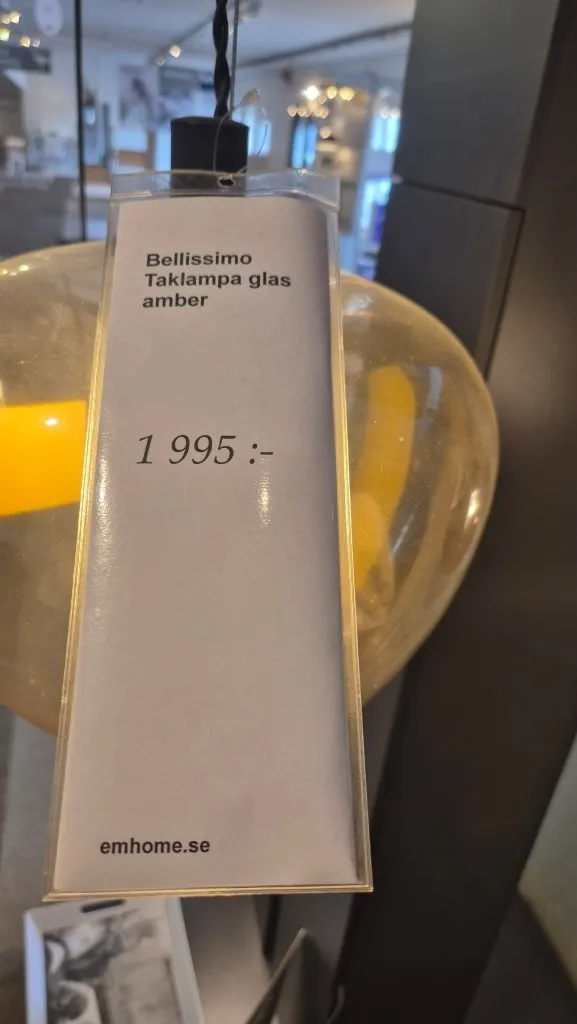 Bellissimo
Taklampa glas
amber
1 995 :-
emhome.se